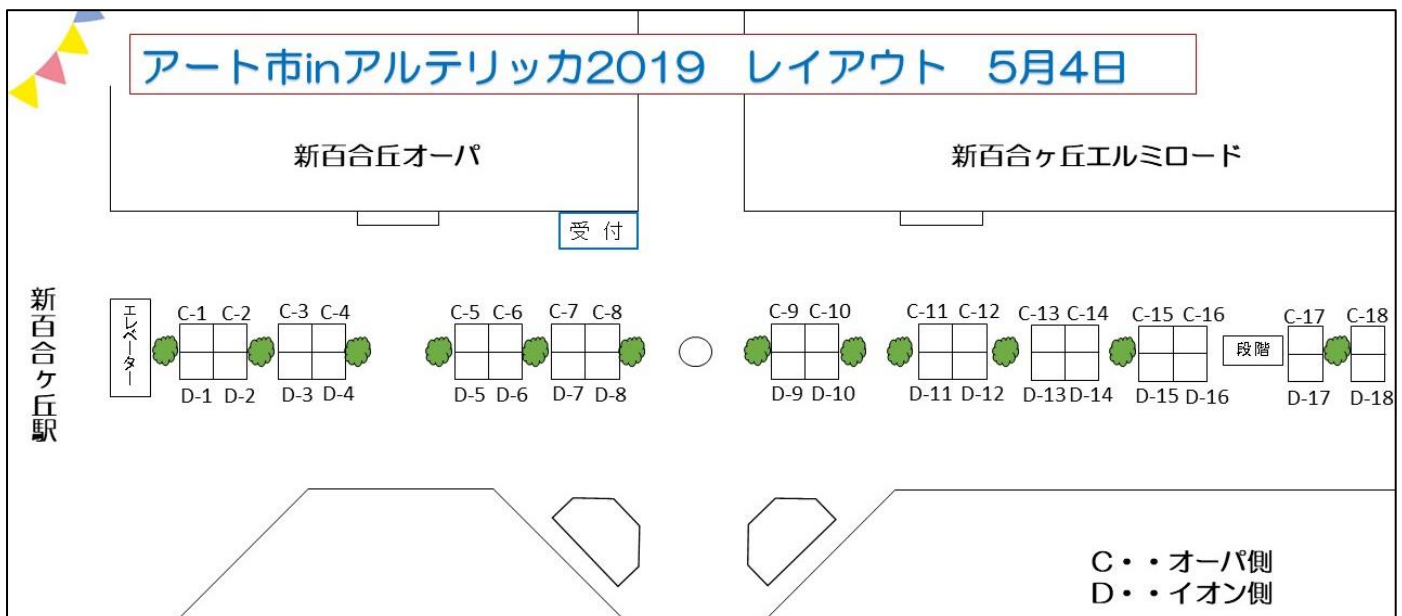 アート市inアルテリッカ2019　レイアウト　5月4日
新百合丘オーパ
新百合ヶ丘エルミロード
受 付
新百合ヶ丘駅
エレベーター
C-1 C-2 C-3 C-4 C-5 C-6 C-7 C-8 C-9 C-10 C-11 C-12 C-13 C-14 C-15 C-16 C-17 C-18
段階
D-1 D-2 D-3 D-4 D-5 D-6 D-7 D-8 D-9 D-10 D-11 D-12 D-13 D-14 D-15 D-16 D-17 D-18
C・・オーパ側
D・・イオン側